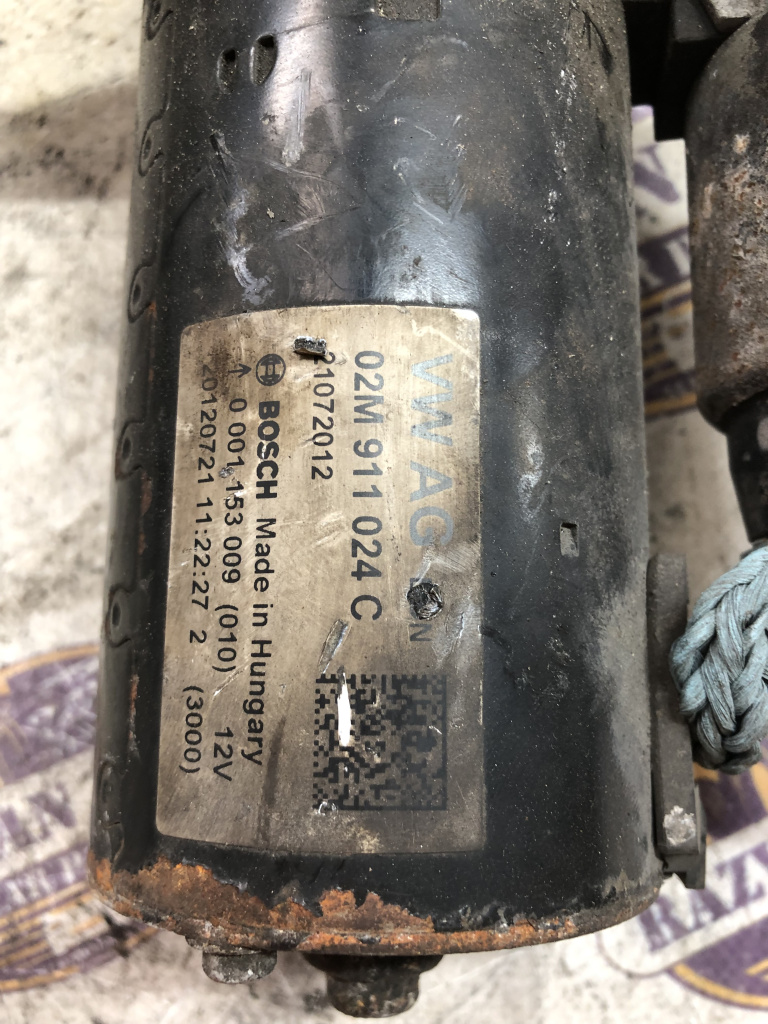 VW AG
02M 911 024 C
21072012
BOSCH Made in Hungary
0 001 153 009 (010) 12V
20120721 11:22:27 2 (3000)